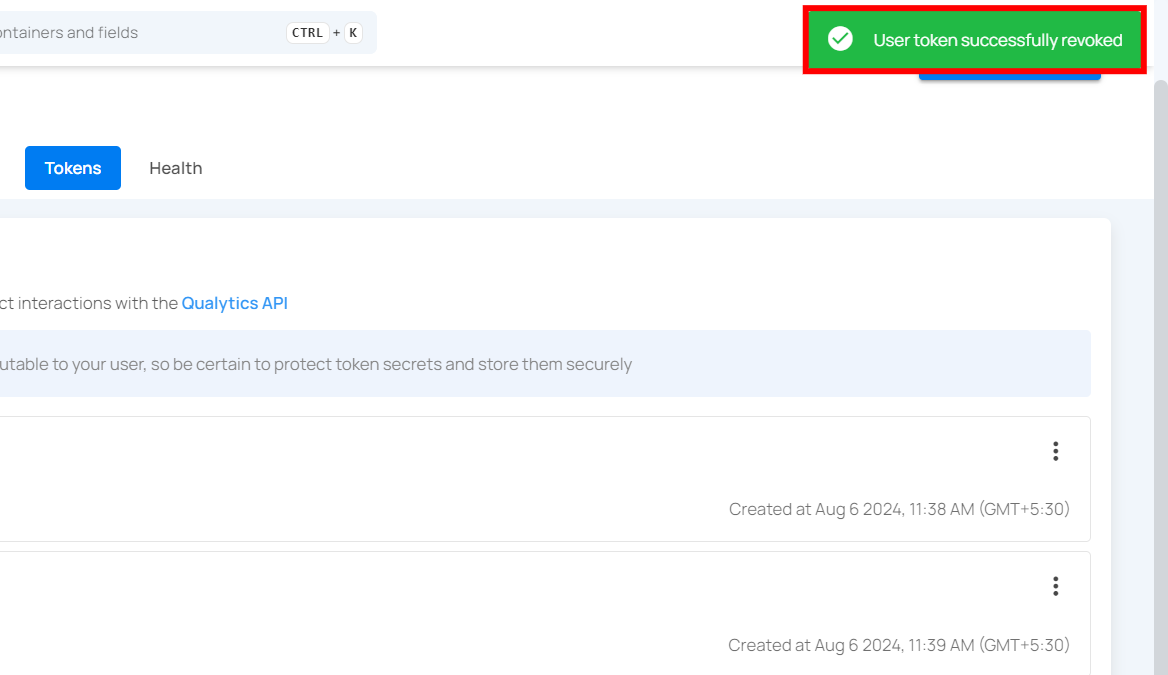 ontainers and fields CTRL + K
User token successfully revoked
Tokens Health
ct interactions with the Qualytics API
utable to your user, so be certain to protect token secrets and store them securely
Created at Aug 6 2024, 11:38 AM (GMT+5:30)
Created at Aug 6 2024, 11:39 AM (GMT+5:30)